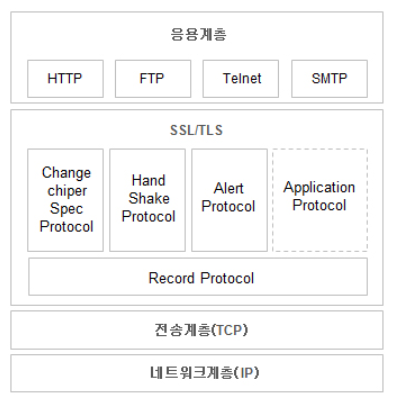 응용계층
HTTP
FTP
Telnet
SMTP
SSL/TLS
Change
chiper
Spec
Protocol
Hand
Shake
Protocol
Alert
Protocol
Application
Protocol
Record Protocol
전송계층(TCP)
네트워크계층(IP)